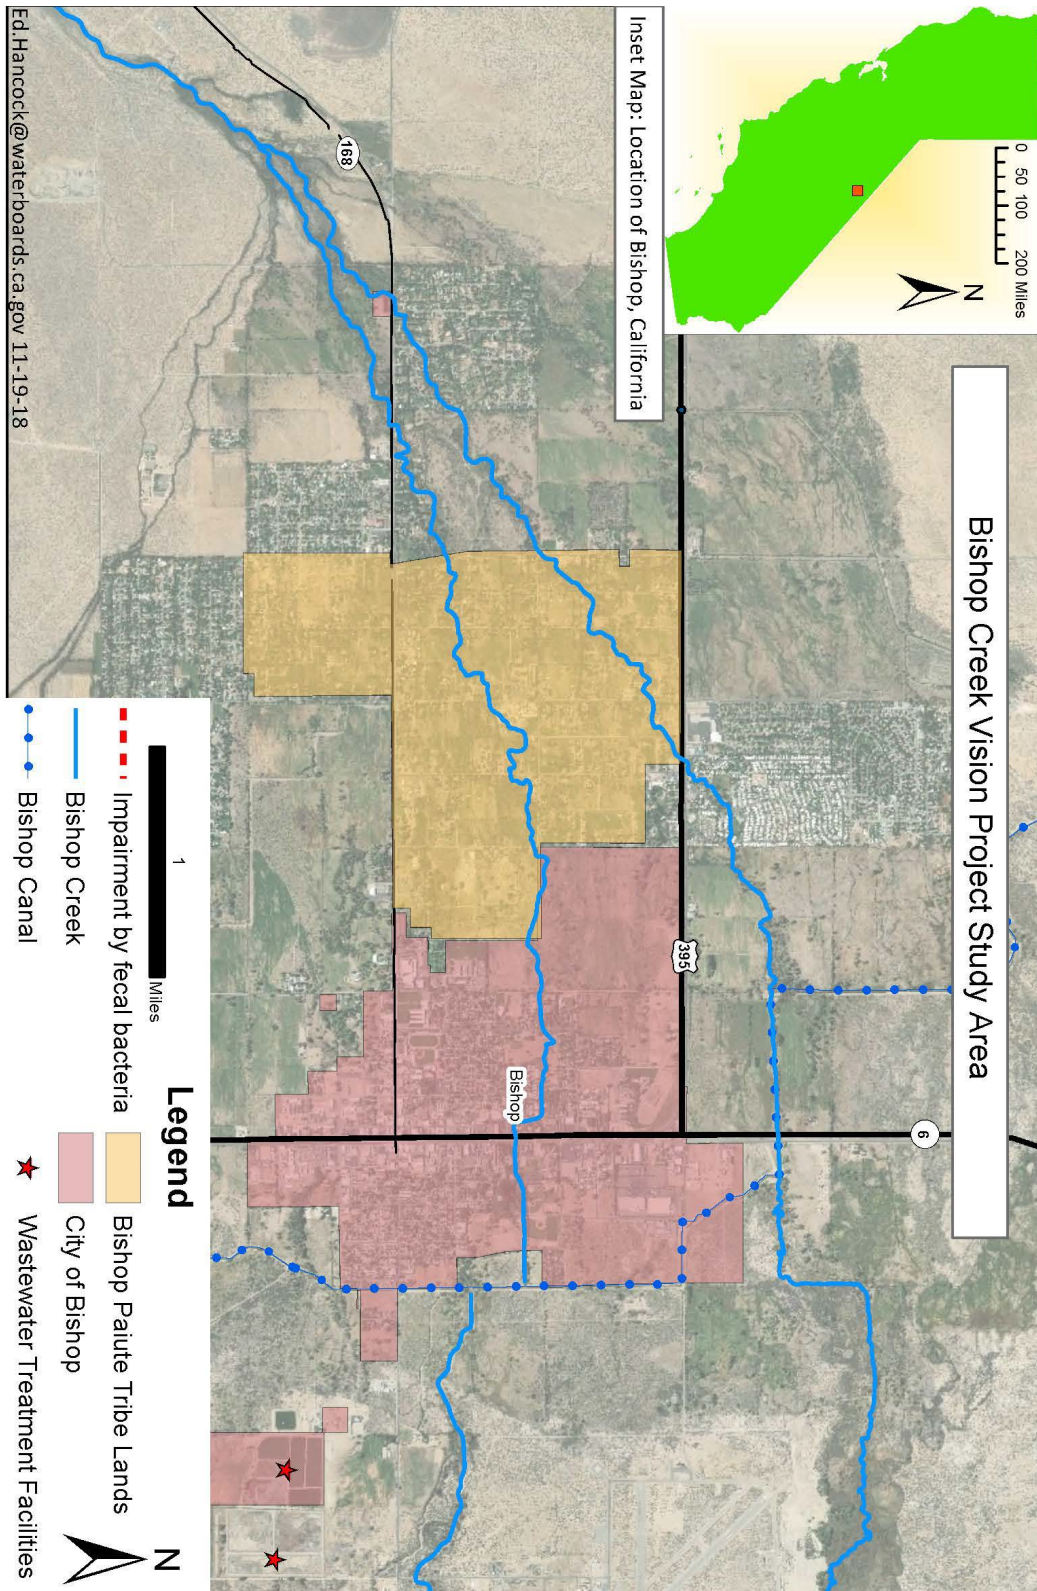 Bishop Creek Vision Project Study Area
0 50 100 200 Miles
N
Inset Map: Location of Bishop, California
168
395
6
Bishop
1
Miles
Legend
Impairment by fecal bacteria
Bishop Creek
Bishop Canal
Bishop Paiute Tribe Lands
City of Bishop
Wastewater Treatment Facilities
N
Ed.Hancock@waterboards.ca.gov 11-19-18